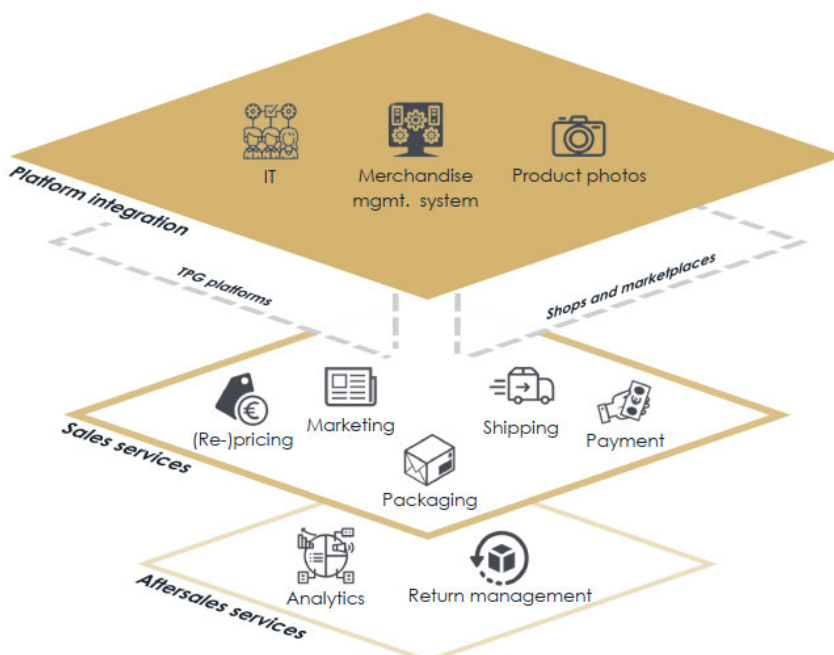 IT
Merchandise
mgmt. system
Product photos
Platform integration
TPG platforms
Shops and marketplaces
(Re-)pricing
Marketing
Shipping
Payment
Packaging
Sales services
Analytics
Return management
Aftersales services